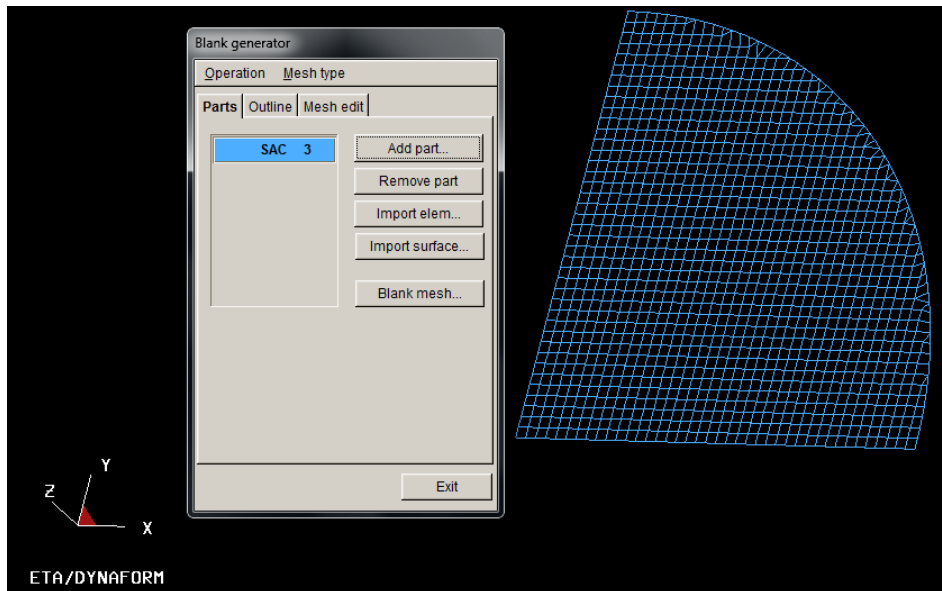 Blank generator
Operation Mesh type
Parts Outline Mesh edit
SAC 3
Add part...
Remove part
Import elem...
Import surface...
Blank mesh...
Exit
Y
Z
X
ETA/DYNAFORM